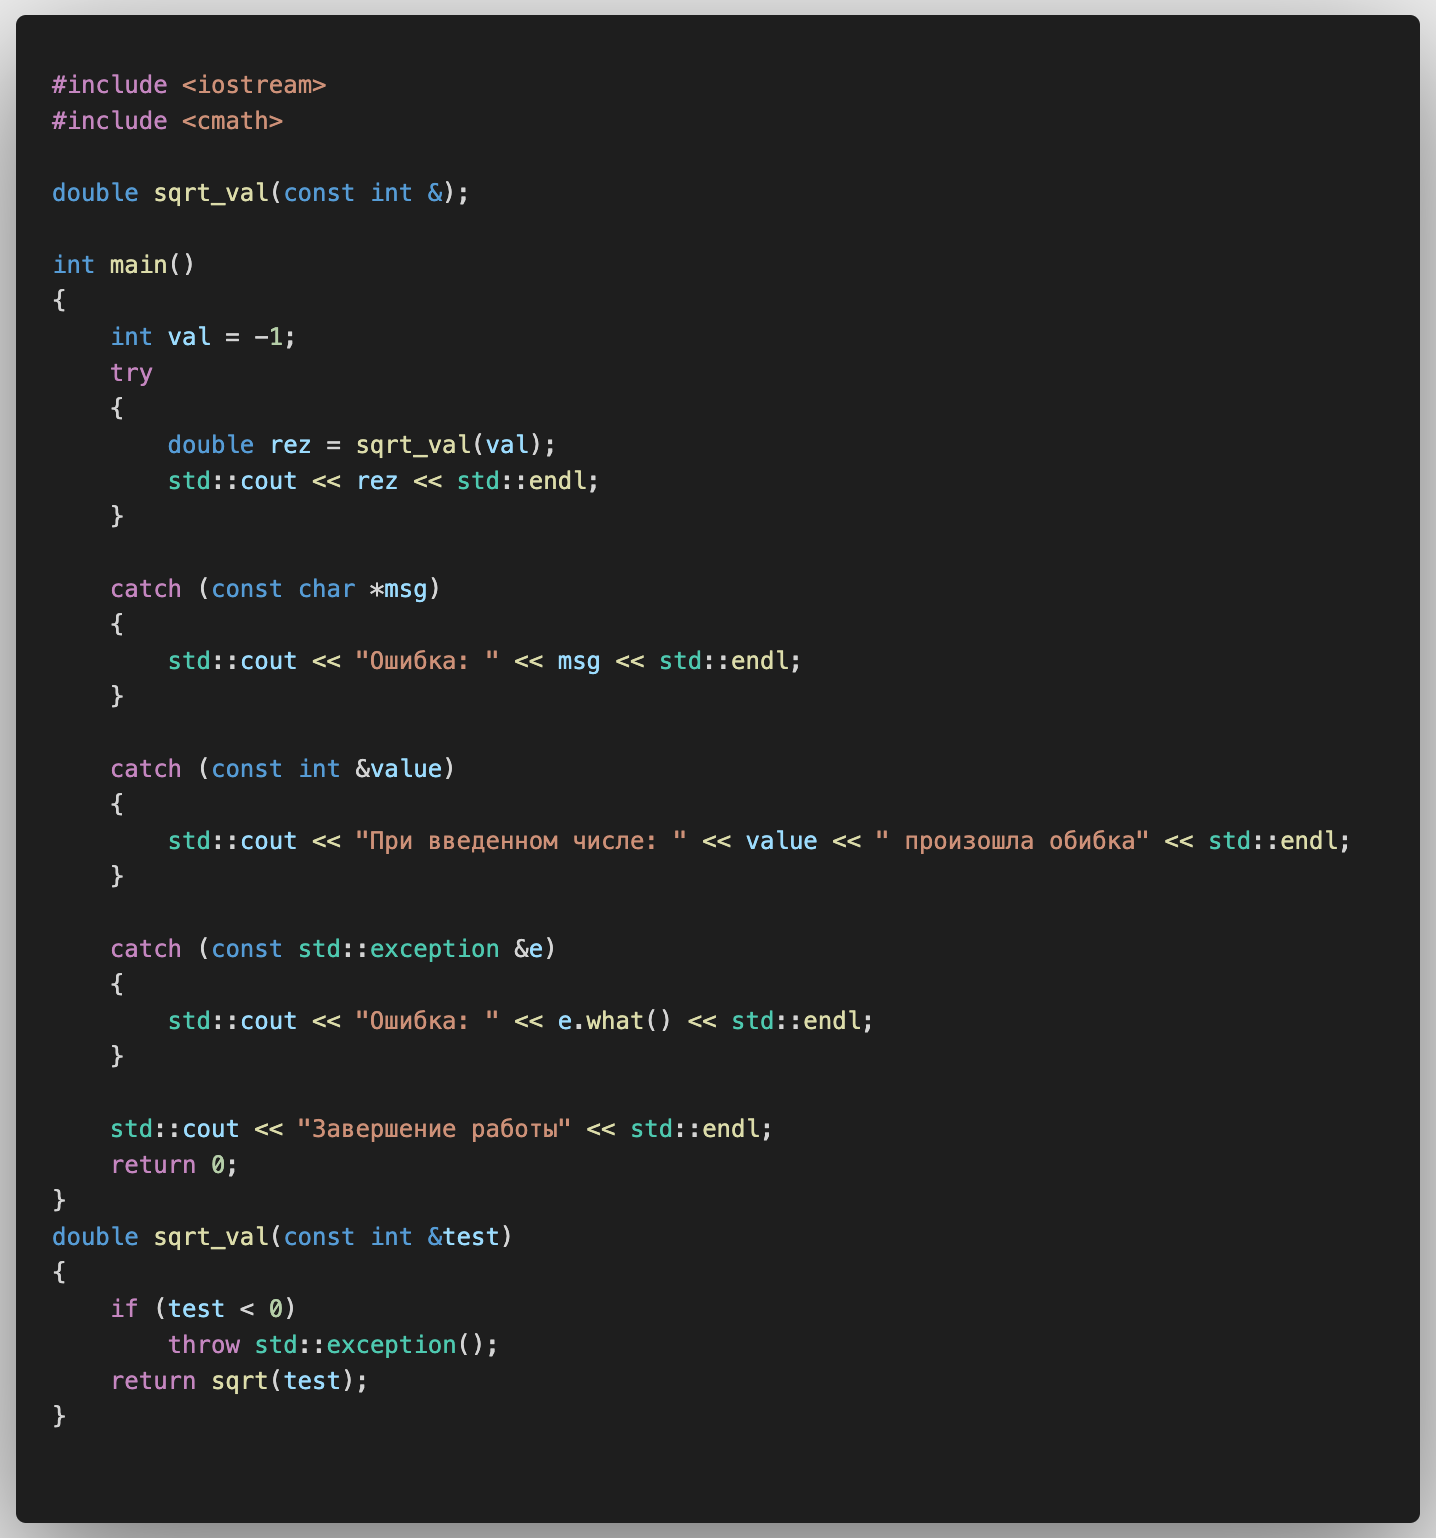 #include <iostream>
#include <cmath>
double sqrt_val(const int &);
int main()
{
    int val = -1;
    try
    {
        double rez = sqrt_val(val);
        std::cout << rez << std::endl;
    }
    catch (const char *msg)
    {
        std::cout << "Ошибка: " << msg << std::endl;
    }
    catch (const int &value)
    {
        std::cout << "При введенном числе: " << value << " произошла обибка" << std::endl;
    }
    catch (const std::exception &e)
    {
        std::cout << "Ошибка: " << e.what() << std::endl;
    }
    std::cout << "Завершение работы" << std::endl;
    return 0;
}
double sqrt_val(const int &test)
{
    if (test < 0)
        throw std::exception();
    return sqrt(test);
}